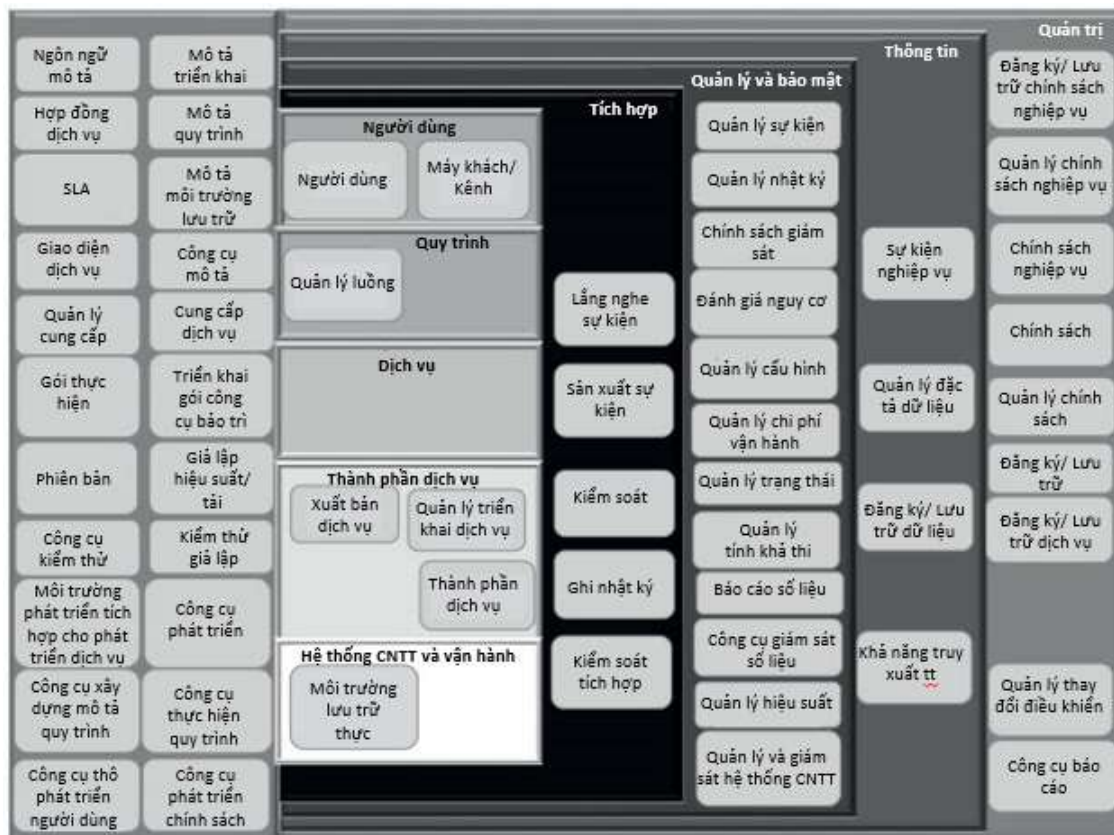 Ngôn ngữ
mô tả
Mô tả
triển khai
Hợp đồng
dịch vụ
Mô tả
quy trình
SLA
Mô tả
môi trường
lưu trữ
Giao diện
dịch vụ
Công cụ
mô tả
Quản lý
cung cấp
Cung cấp
dịch vụ
Gói thực
hiện
Triển khai
gói công
cụ bảo trì
Phiên bản
Giả lập
hiệu suất/
tải
Công cụ
kiểm thử
Kiểm thử
giả lập
Môi trường
phát triển tích
hợp cho phát
triển dịch vụ
Công cụ
phát triển
Công cụ xây
dựng mô tả
quy trình
Công cụ
thực hiện
quy trình
Công cụ thô
phát triển
người dùng
Công cụ
phát triển
chính sách
Người dùng
Người dùng
Máy khách/
Kênh
Quy trình
Quản lý luồng
Dịch vụ
Thành phần dịch vụ
Xuất bản
dịch vụ
Quản lý triển
khai dịch vụ
Thành phần
dịch vụ
Hệ thống CNTT và vận hành
Môi trường
lưu trữ
thực
Tích hợp
Lắng nghe
sự kiện
Sản xuất sự
kiện
Kiểm soát
Ghi nhật ký
Kiểm soát
tích hợp
Quản lý và bảo mật
Quản lý sự kiện
Quản lý nhật ký
Chính sách giám
sát
Đánh giá nguy cơ
Quản lý cấu hình
Quản lý chi phí
vận hành
Quản lý trạng thái
Quản lý
tính khả thi
Báo cáo số liệu
Công cụ giám sát
số liệu
Quản lý hiệu suất
Quản lý và giám
sát hệ thống CNTT
Thông tin
Sự kiện
nghiệp vụ
Quản lý đặc
tả dữ liệu
Đăng ký/ Lưu
trữ dữ liệu
Khả năng truy
xuất tt
Quản trị
Đăng ký/ Lưu
trữ chính sách
nghiệp vụ
Quản lý chính
sách nghiệp vụ
Chính sách
nghiệp vụ
Chính sách
Quản lý chính
sách
Đăng ký/ Lưu
trữ
Đăng ký/ Lưu
trữ dịch vụ
Quản lý thay
đổi điều khiển
Công cụ báo
cáo